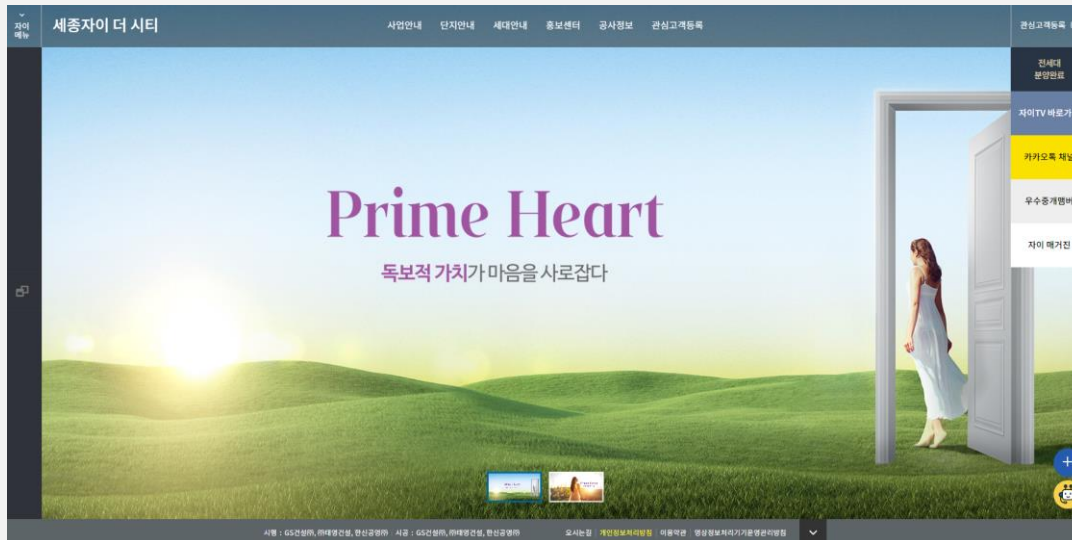 자이
메뉴
세종자이 더 시티
사업안내 단지안내 세대안내 홍보센터 공사정보 관심고객등록
관심고객등록
전세대
분양완료
자이TV 바로가
카카오톡 채널
우수중개멤버
자이 매거진
Prime Heart
독보적 가치가 마음을 사로잡다
시행 : GS건설㈜, ㈜태영건설, 한신공영㈜ 시공 : GS건설㈜, ㈜태영건설, 한신공영㈜
오시는길 개인정보처리방침 이용약관 영상정보처리기기운영관리방침